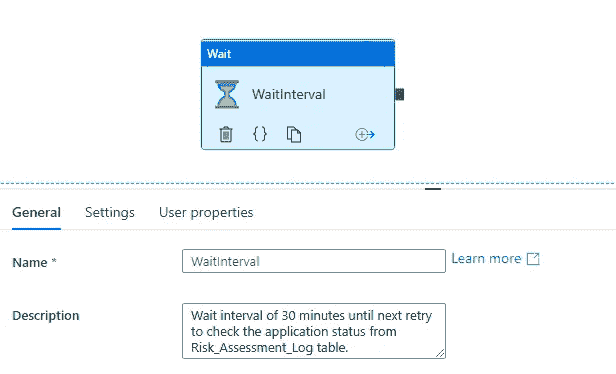 Wait
WaitInterval
{}
General Settings User properties
Name * WaitInterval Learn more
Description Wait interval of 30 minutes until next retry
to check the application status from
Risk_Assessment_Log table.